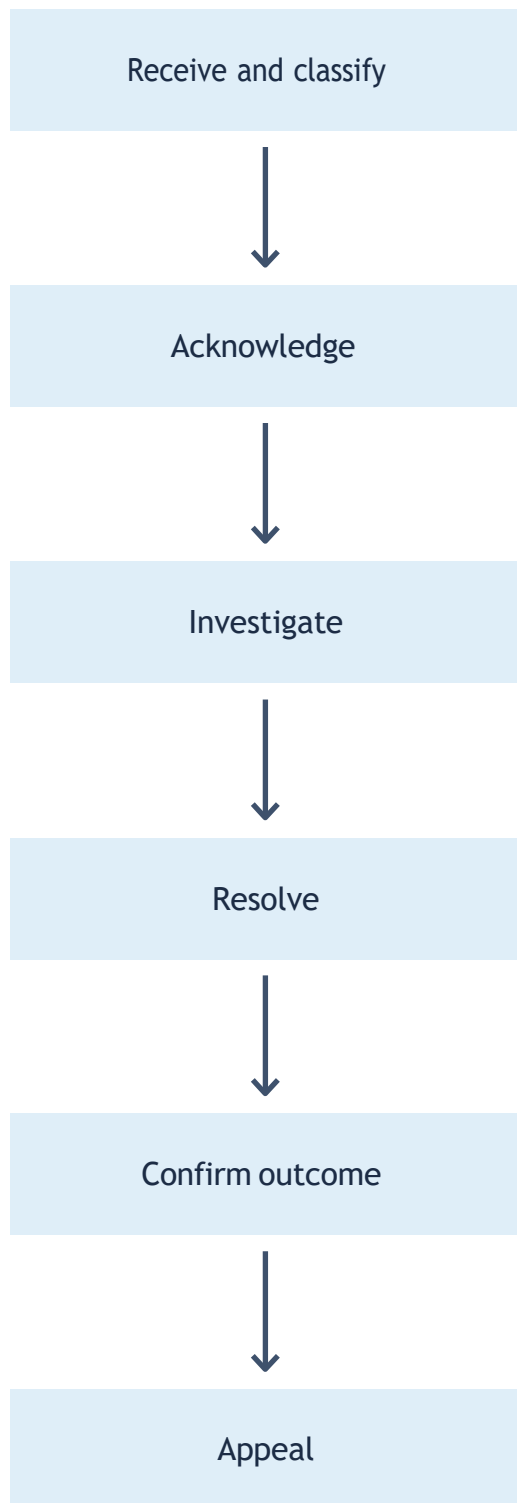 Receive and classify
Acknowledge
Investigate
Resolve
Confirm outcome
Appeal